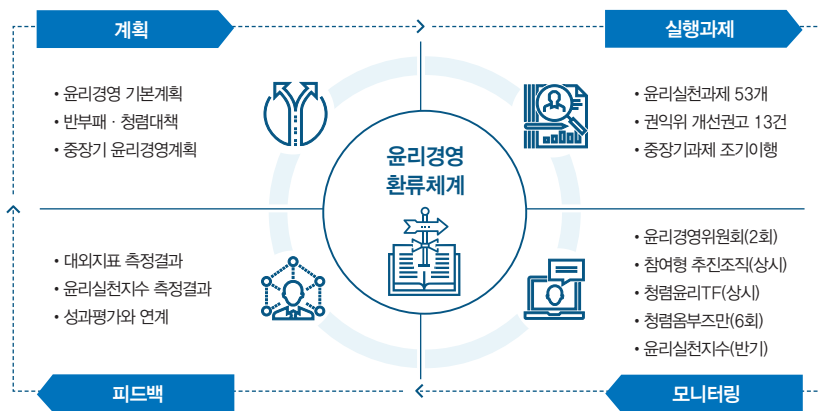 계획
• 윤리경영 기본계획
• 반부패 · 청렴대책
• 중장기 윤리경영계획
실행과제
• 윤리실천과제 53개
• 권익위 개선권고 13건
• 중장기과제 조기이행
윤리경영
환류체계
• 대외지표 측정결과
• 윤리실천지수 측정결과
• 성과평가와 연계
피드백
• 윤리경영위원회(2회)
• 참여형 추진조직(상시)
• 청렴윤리TF(상시)
• 청렴옴부즈만(6회)
• 윤리실천지수(반기)
모니터링